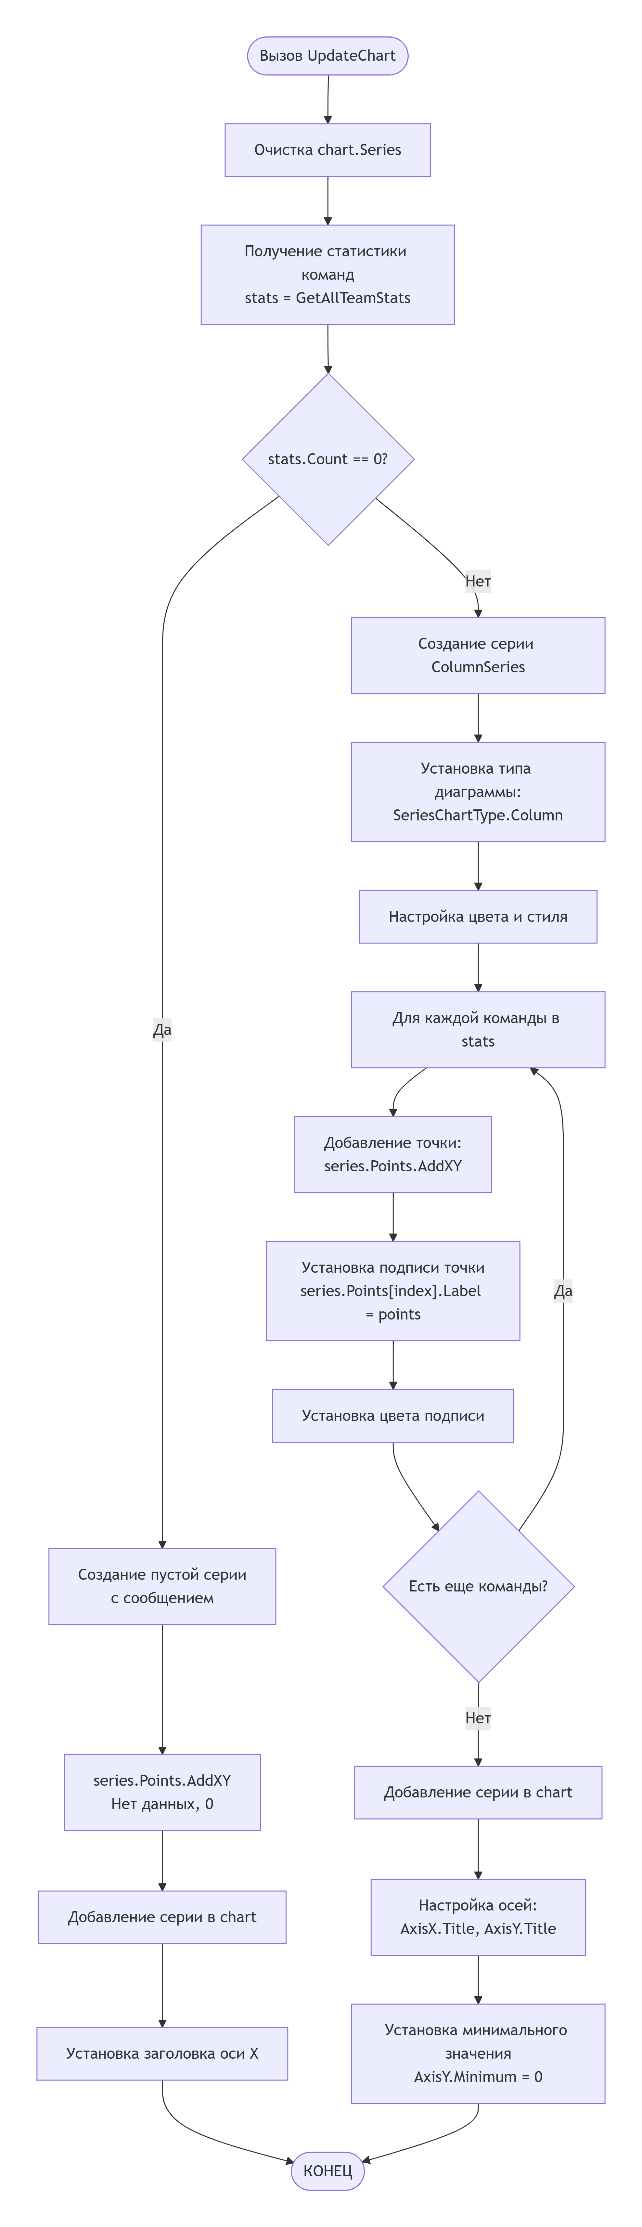 Вызов UpdateChart
Очистка chart.Series
Получение статистики
команд
stats = GetAllTeamStats
stats.Count == 0?
Нет
Создание серии
ColumnSeries
Установка типа
диаграммы:
SeriesChartType.Column
Настройка цвета и стиля
Для каждой команды в
stats
Да
Добавление точки:
series.Points.AddXY
Установка подписи точки
series.Points[index].Label
= points
Да
Установка цвета подписи
Есть еще команды?
Создание пустой серии
с сообщением
Нет
series.Points.AddXY
Нет данных, 0
Добавление серии в chart
Добавление серии в chart
Настройка осей:
AxisX.Title, AxisY.Title
Установка заголовка оси X
Установка минимального
значения
AxisY.Minimum = 0
КОНЕЦ